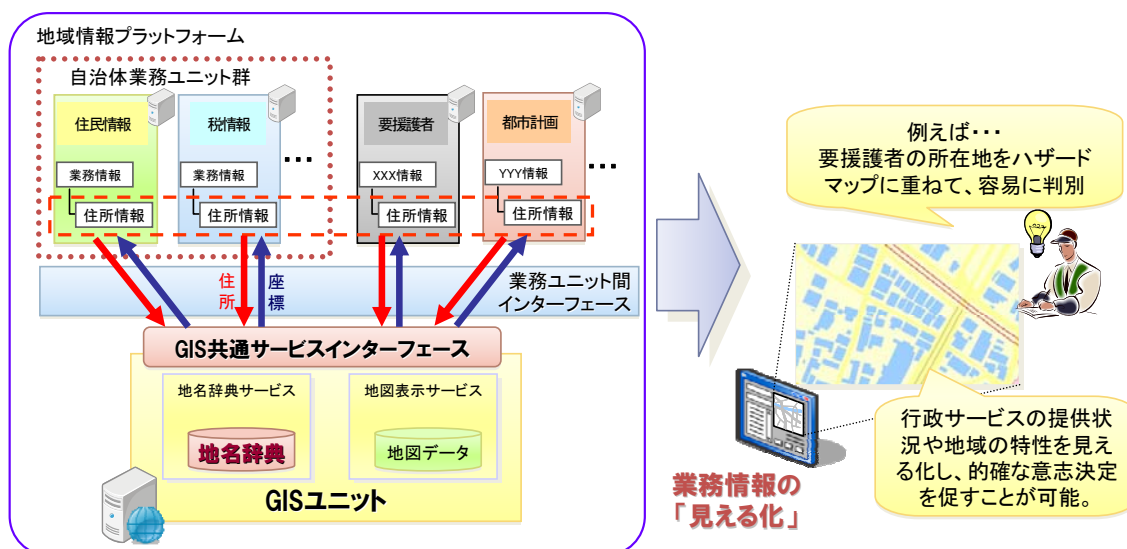 地域情報プラットフォーム
自治体業務ユニット群
住民情報
税情報
要援護者
都市計画
業務情報
業務情報
XXX情報
YYY情報
・・・
・・・
住所情報
住所情報
住所情報
住所情報
住所
座標
業務ユニット間
インターフェース
GIS共通サービスインターフェース
地名辞典サービス
地図表示サービス
地名辞典
地図データ
GISユニット
例えば・・・
要援護者の所在地をハザード
マップに重ねて、容易に判別
行政サービスの提供状
況や地域の特性を見え
る化し、的確な意志決定
を促すことが可能。
業務情報の
「見える化」